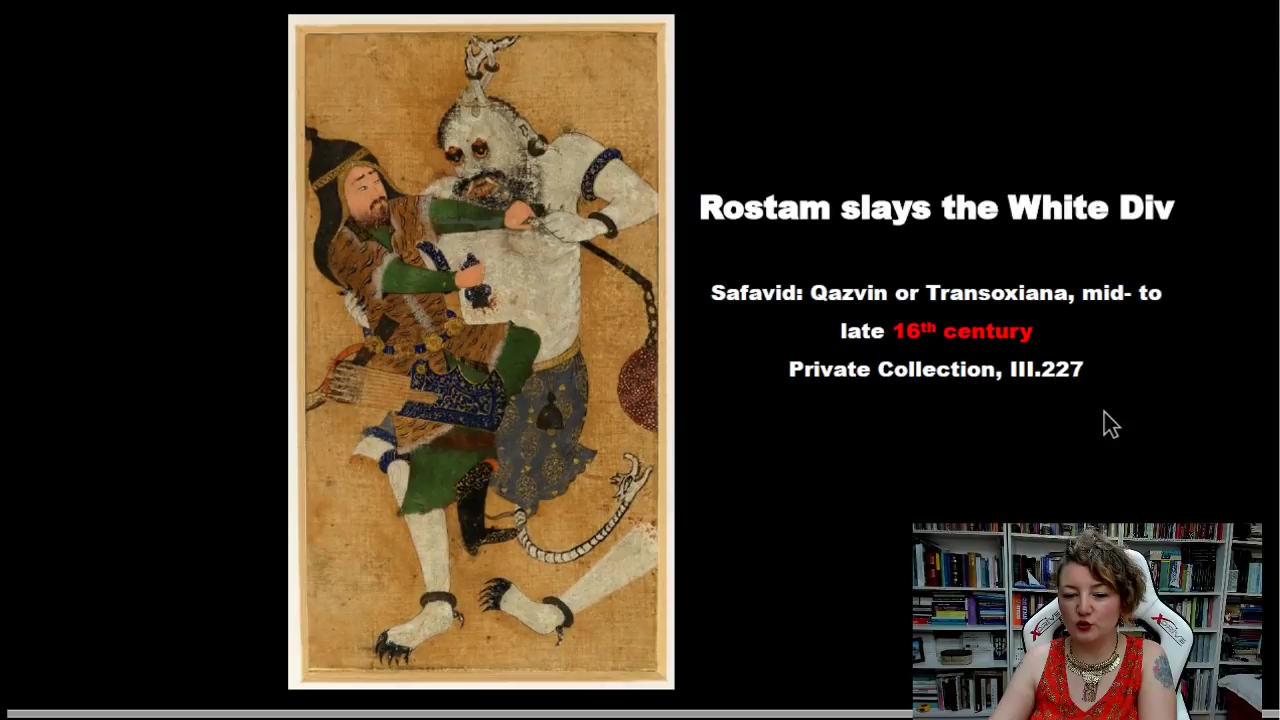 Rostam slays the White Div
Safavid: Qazvin or Transoxiana, mid- to
late 16th century
Private Collection, III.227